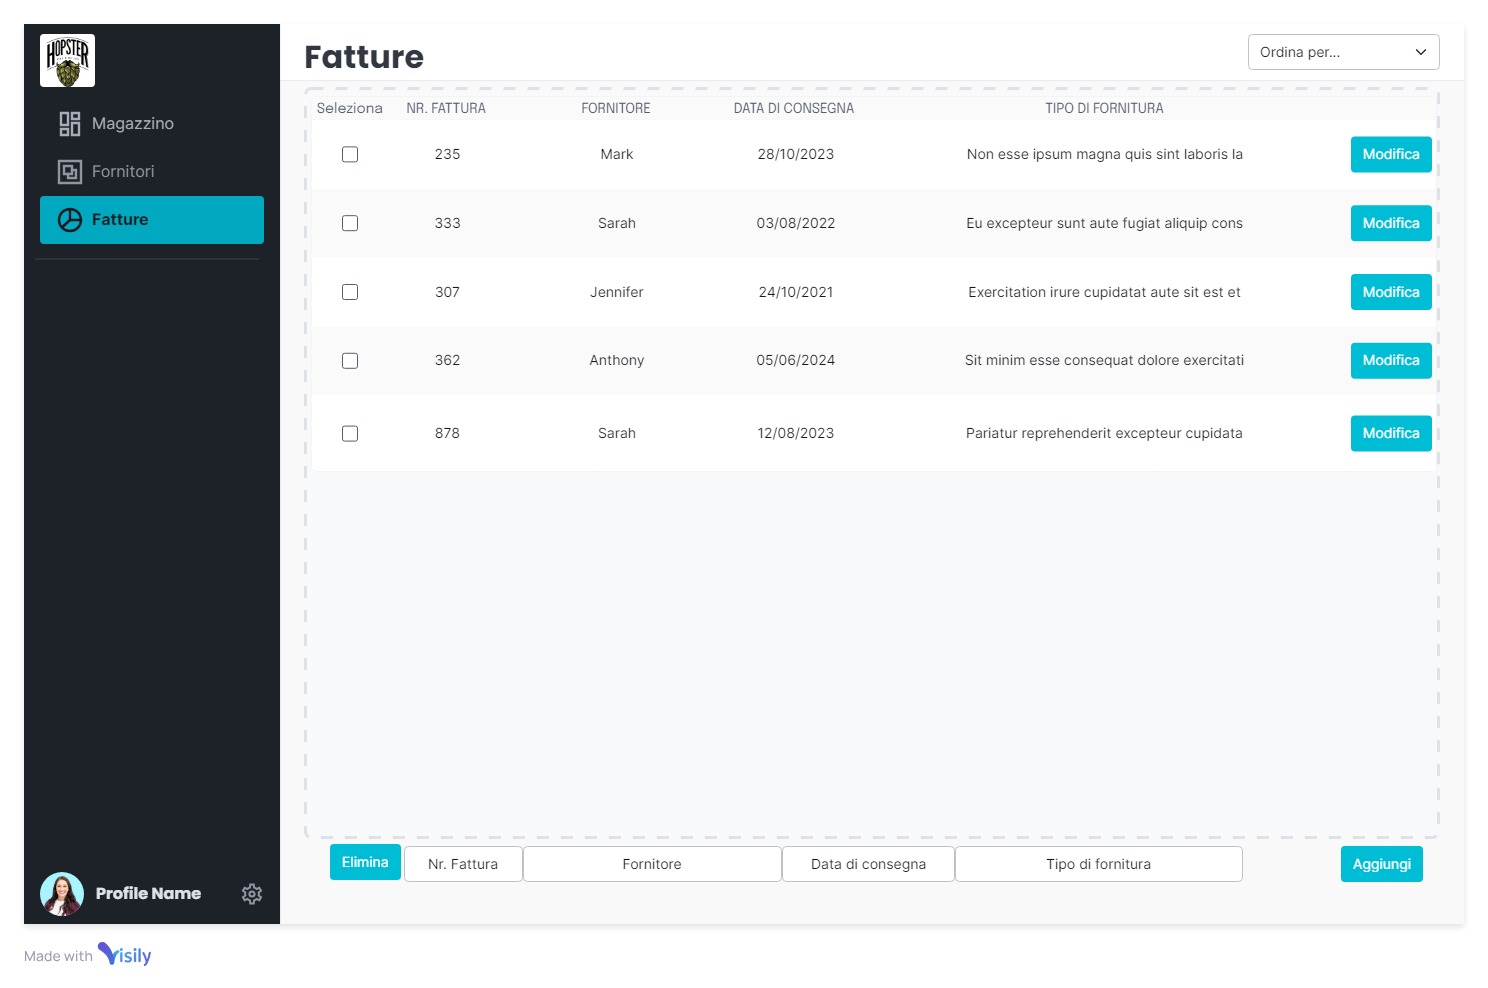 HOPSTER
Fatture
Ordina per...
Magazzino
Fornitori
Fatture
Seleziona NR. FATTURA FORNITORE DATA DI CONSEGNA TIPO DI FORNITURA
235 Mark 28/10/2023 Non esse ipsum magna quis sint laboris la Modifica
333 Sarah 03/08/2022 Eu excepteur sunt aute fugiat aliquip cons Modifica
307 Jennifer 24/10/2021 Exercitation irure cupidatat aute sit est et Modifica
362 Anthony 05/06/2024 Sit minim esse consequat dolore exercitati Modifica
878 Sarah 12/08/2023 Pariatur reprehenderit excepteur cupidata Modifica
Elimina Nr. Fattura Fornitore Data di consegna Tipo di fornitura Aggiungi
Profile Name
Made with Visily